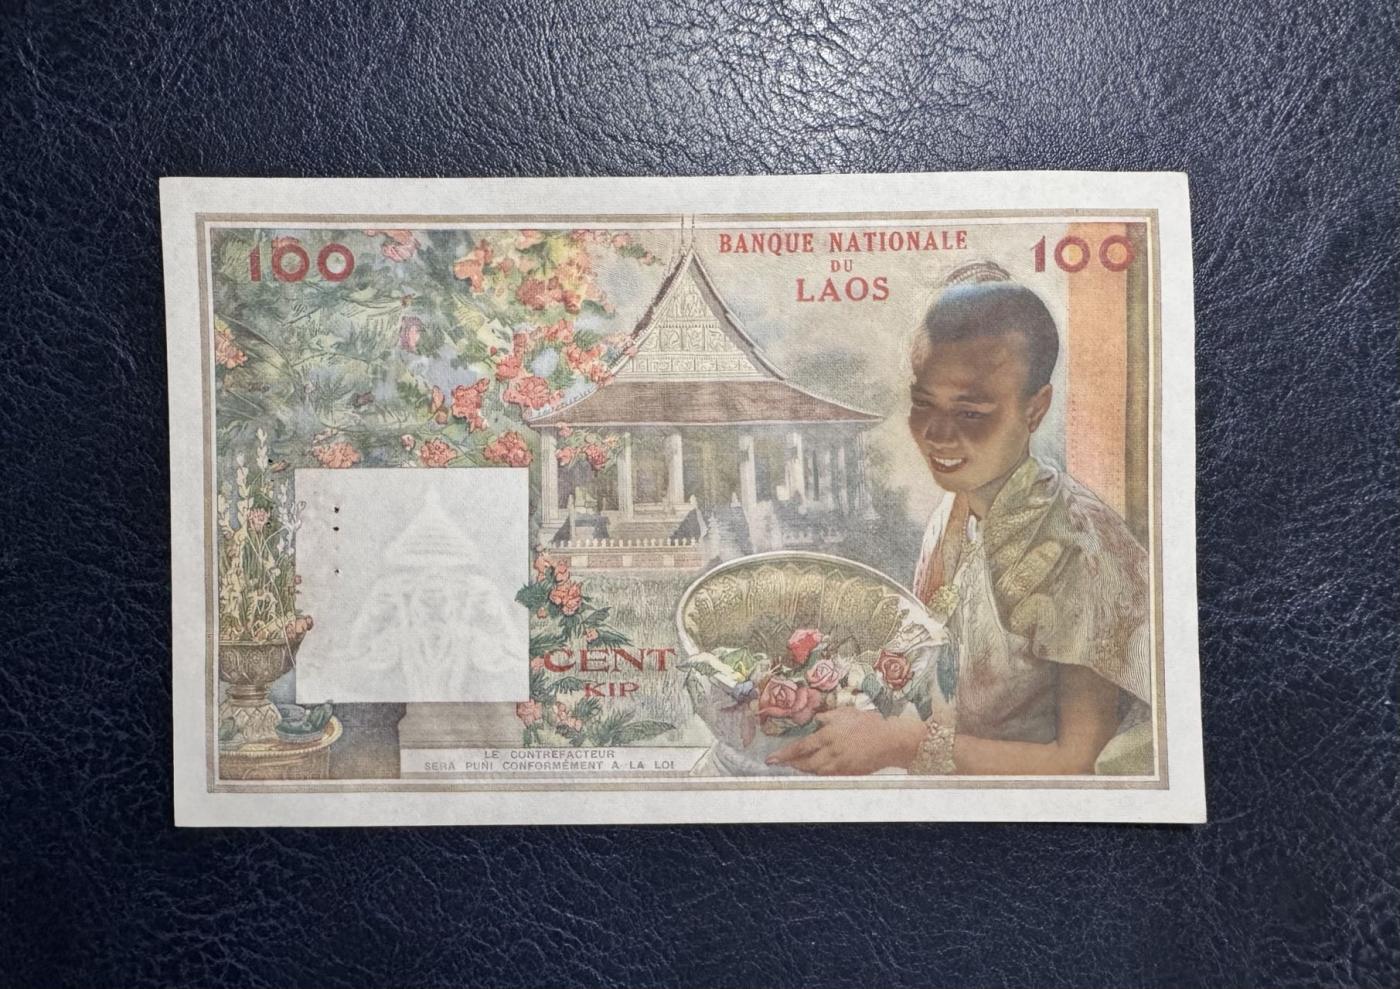 100
BANQUE NATIONALE
DU
LAOS
100
CENT
KIP
LE CONTREFACTEUR
SERA PUNI CONFORMÉMENT A LA LOI